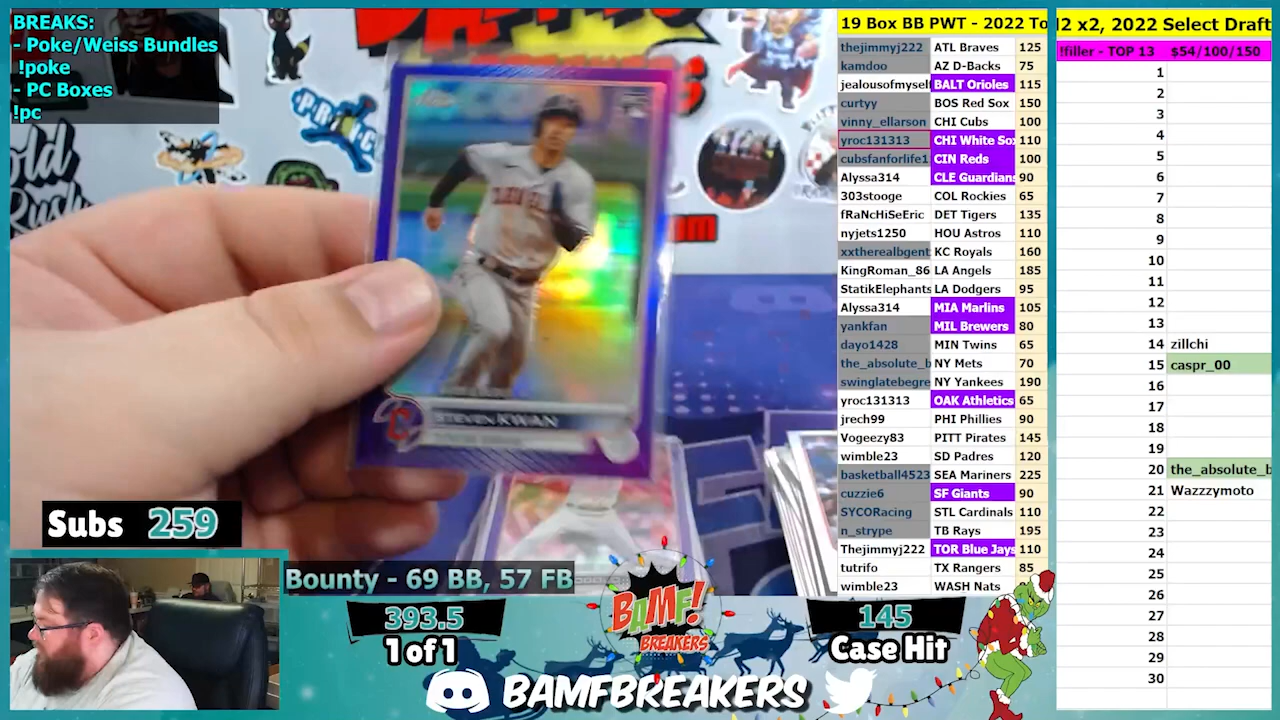 BREAKS:
- Poke/Weiss Bundles
!poke
- PC Boxes
!pc
19 Box BB PWT - 2022 To
thejimmyj222 ATL Braves 125
kamdoo AZ D-Backs 75
jealousofmysel BALT Orioles 115
curtyy BOS Red Sox 150
vinny_ellarson CHI Cubs 100
yroc131313 CHI White Sox 110
cubsfanforlife1 CIN Reds 100
Alyssa314 CLE Guardians 90
303stooge COL Rockies 65
fRaNcHiSeEric DET Tigers 135
nyjets1250 HOU Astros 110
xxtherealbgent KC Royals 160
KingRoman_86 LA Angels 185
StatikElephants LA Dodgers 95
Alyssa314 MIA Marlins 105
yankfan MIL Brewers 80
dayo1428 MIN Twins 65
the_absolute_b NY Mets 70
swinglatebegre NY Yankees 190
yroc131313 OAK Athletics 65
jrech99 PHI Phillies 90
Vogeezy83 PITT Pirates 145
wimble23 SD Padres 120
basketball4523 SEA Mariners 225
cuzzie6 SF Giants 90
SYCORacing STL Cardinals 110
n_strype TB Rays 195
Thejimmyj222 TOR Blue Jays 110
tutrifo TX Rangers 85
wimble23 WASH Nats
2 x2, 2022 Select Draft
!filler - TOP 13 $54/100/150
1
2
3
4
5
6
7
8
9
10
11
12
13
14 zillchi
15 caspr_00
16
17
18
19
20 the_absolute_b
21 Wazzzymoto
22
23
24
25
26
27
28
29
30
STEVEN KWAN
Subs 259
Bounty - 69 BB, 57 FB
393.5
1 of 1
BAMF!
BREAKERS
145
Case Hit
BAMFBREAKERS